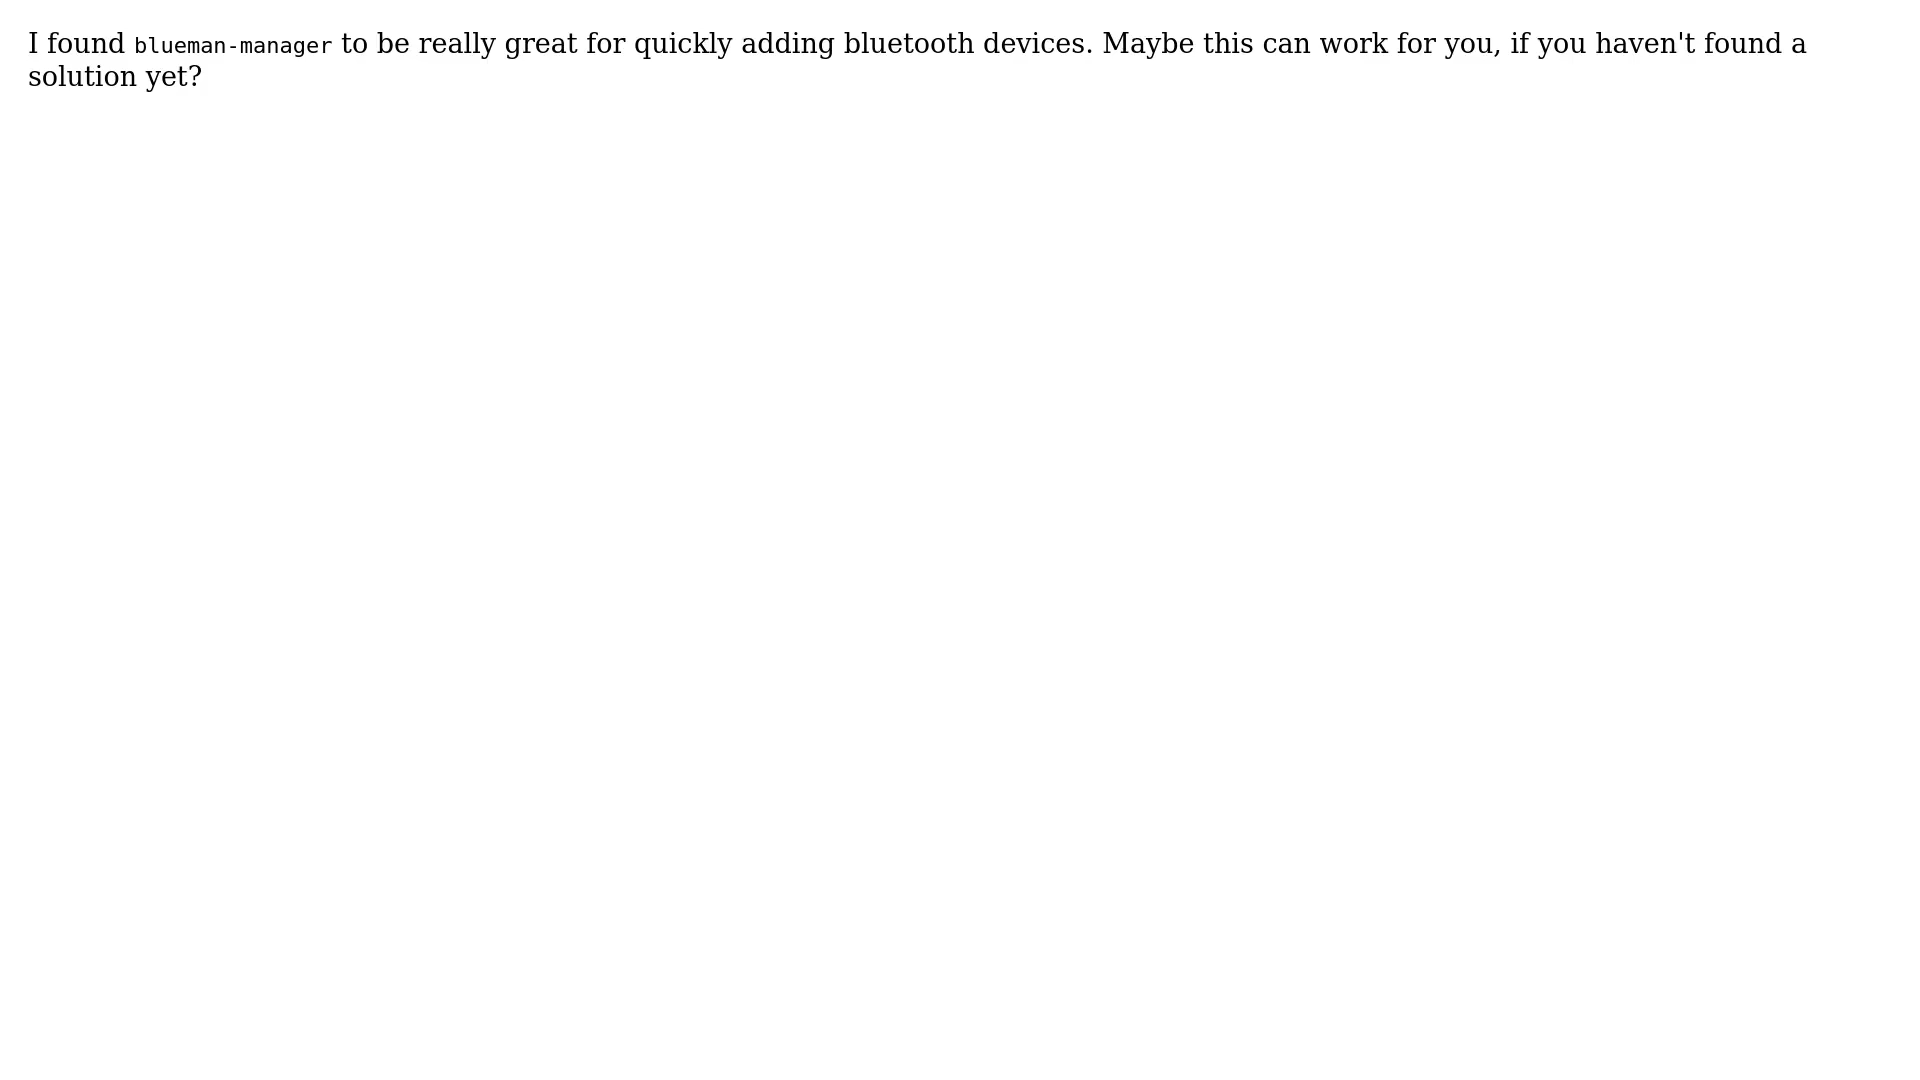 I found blueman-manager to be really great for quickly adding bluetooth devices. Maybe this can work for you, if you haven't found a
solution yet?